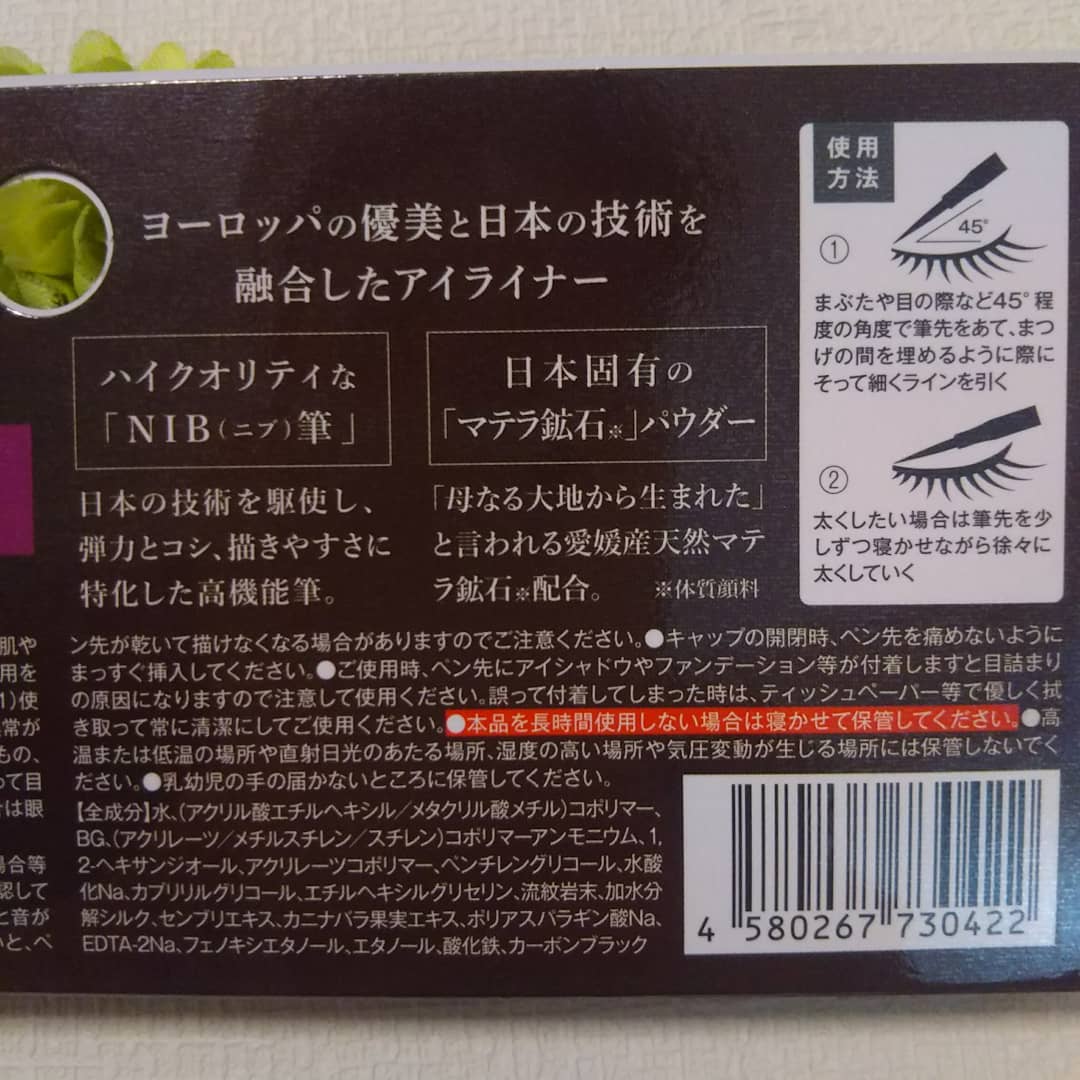 ヨーロッパの優美と日本の技術を
融合したアイライナー
ハイクオリティな
「NIB(ニブ)筆」
日本の技術を駆使し、
弾力とコシ、描きやすさに
特化した高機能筆。
日本固有の
「マテラ鉱石※」パウダー
「母なる大地から生まれた」
と言われる愛媛産天然マテ
ラ鉱石※配合。 ※体質顔料
使用
方法
①
45°
まぶたや目の際など45°程
度の角度で筆先をあて、まつ
げの間を埋めるように際に
そって細くラインを引く
②
太くしたい場合は筆先を少
しずつ寝かせながら徐々に
太くしていく
肌や
用を
1)使
常が
もの、
って目
は眼
場合等
認して
と音が
いと、ペ
ン先が乾いて描けなくなる場合がありますのでご注意ください。●キャップの開閉時、ペン先を痛めないように
まっすぐ挿入してください。●ご使用時、ペン先にアイシャドウやファンデーション等が付着しますと目詰まり
の原因になりますので注意して使用ください。誤って付着してしまった時は、ティッシュペーパー等で優しく拭
き取って常に清潔にしてご使用ください。●本品を長時間使用しない場合は寝かせて保管してください。●高
温または低温の場所や直射日光のあたる場所、湿度の高い場所や気圧変動が生じる場所には保管しないでく
ださい。●乳幼児の手の届かないところに保管してください。
【全成分】水、(アクリル酸エチルヘキシル/メタクリル酸メチル)コポリマー、
BG、(アクリレーツ/メチルスチレン/スチレン)コポリマーアンモニウム、1,
2-ヘキサンジオール、アクリレーツコポリマー、ペンチレングリコール、水酸
化Na、カプリリルグリコール、エチルヘキシルグリセリン、流紋岩末、加水分
解シルク、センブリエキス、カニナバラ果実エキス、ポリアスパラギン酸Na、
EDTA-2Na、フェノキシエタノール、エタノール、酸化鉄、カーボンブラック
4 580267 730422